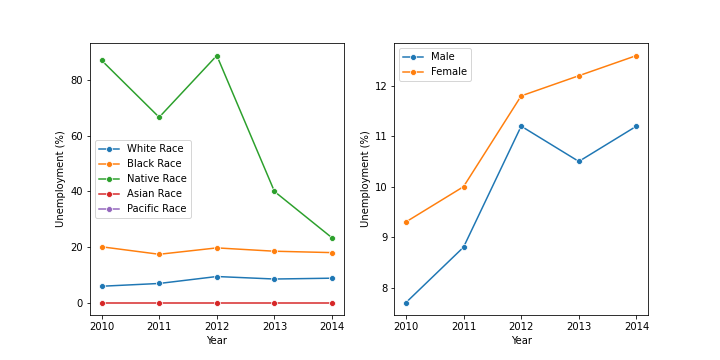 80
60
40
20
0
Unemployment (%)
White Race
Black Race
Native Race
Asian Race
Pacific Race
2010 2011 2012 2013 2014
Year
12
11
10
9
8
Unemployment (%)
Male
Female
2010 2011 2012 2013 2014
Year